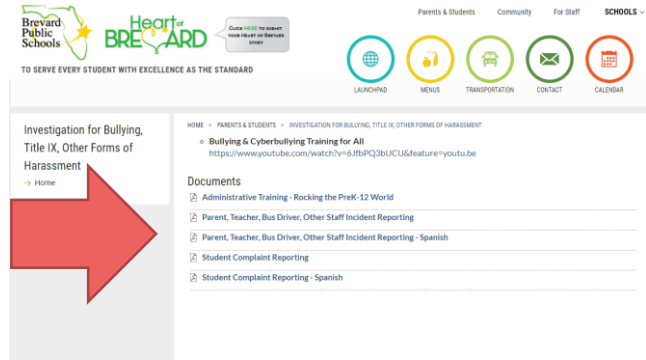 Brevard
Public
Schools
Heart of
BREVARD
CLICK HERE TO SUBMIT
YOUR HEART OF BREVARD
STORY
Parents & Students Community For Staff SCHOOLS
TO SERVE EVERY STUDENT WITH EXCELLENCE AS THE STANDARD
LAUNCHPAD MENUS TRANSPORTATION CONTACT CALENDAR
Investigation for Bullying,
Title IX, Other Forms of
Harassment
→ Home
HOME > PARENTS & STUDENTS > INVESTIGATION FOR BULLYING, TITLE IX, OTHER FORMS OF HARASSMENT
Bullying & Cyberbullying Training for All
https://www.youtube.com/watch?v=6JfbPQ3bUCU&feature=youtu.be
Documents
Administrative Training - Rocking the PreK-12 World
Parent, Teacher, Bus Driver, Other Staff Incident Reporting
Parent, Teacher, Bus Driver, Other Staff Incident Reporting - Spanish
Student Complaint Reporting
Student Complaint Reporting - Spanish